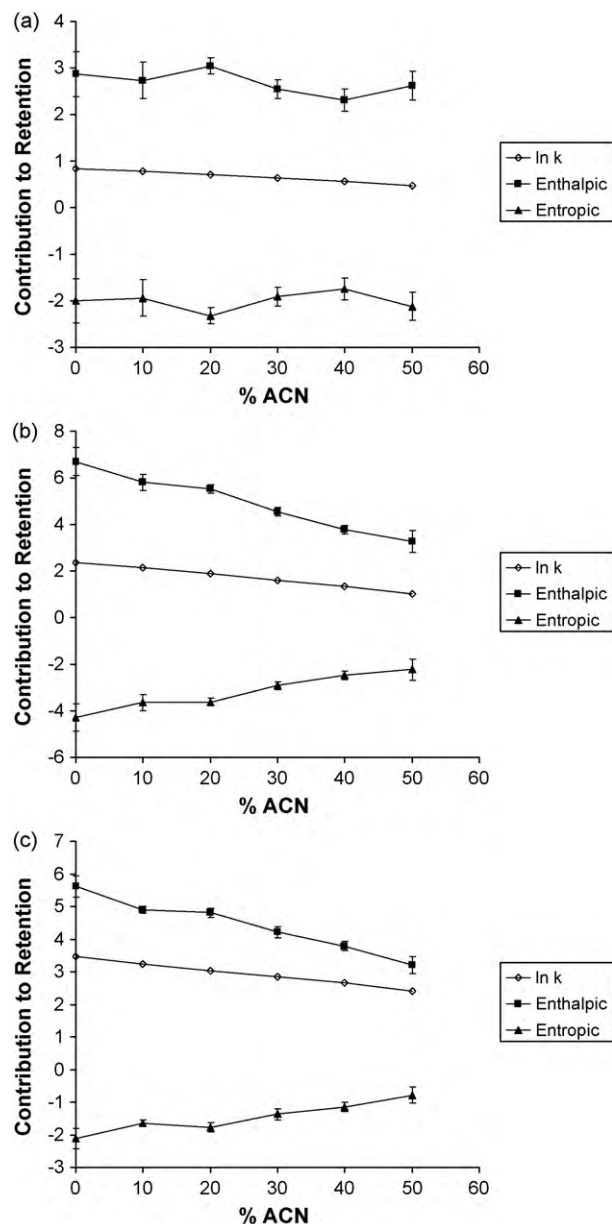 (a)
Contribution to Retention
4
3
2
1
0
-1
-2
-3
0 10 20 30 40 50 60
% ACN
ln k
Enthalpic
Entropic
(b)
Contribution to Retention
8
6
4
2
0
-2
-4
-6
0 10 20 30 40 50 60
% ACN
ln k
Enthalpic
Entropic
(c)
Contribution to Retention
7
6
5
4
3
2
1
0
-1
-2
-3
0 10 20 30 40 50 60
% ACN
ln k
Enthalpic
Entropic